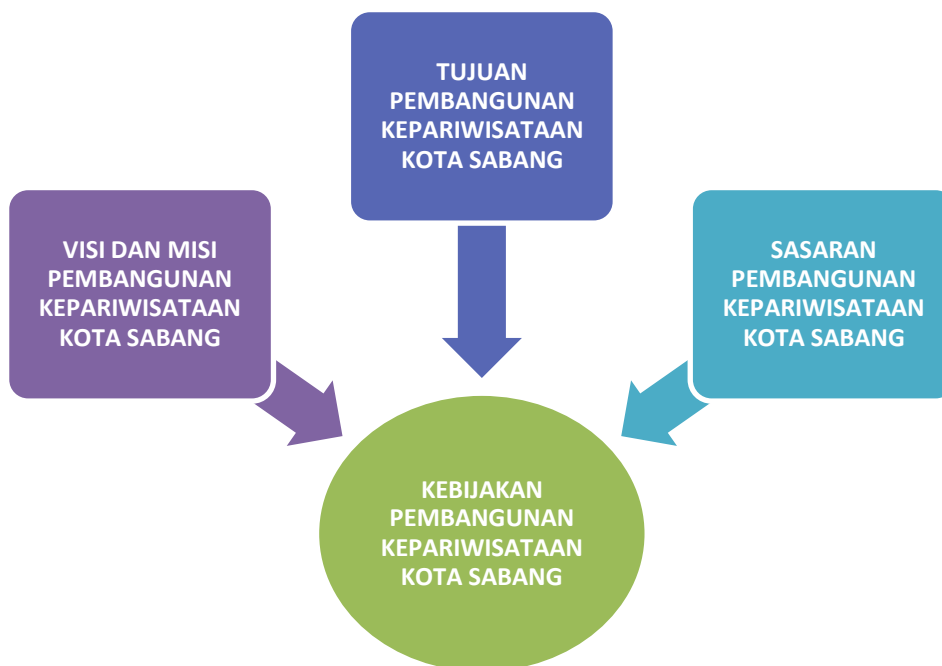 TUJUAN
PEMBANGUNAN
KEPARIWISATAAN
KOTA SABANG
VISI DAN MISI
PEMBANGUNAN
KEPARIWISATAAN
KOTA SABANG
SASARAN
PEMBANGUNAN
KEPARIWISATAAN
KOTA SABANG
KEBIJAKAN
PEMBANGUNAN
KEPARIWISATAAN
KOTA SABANG